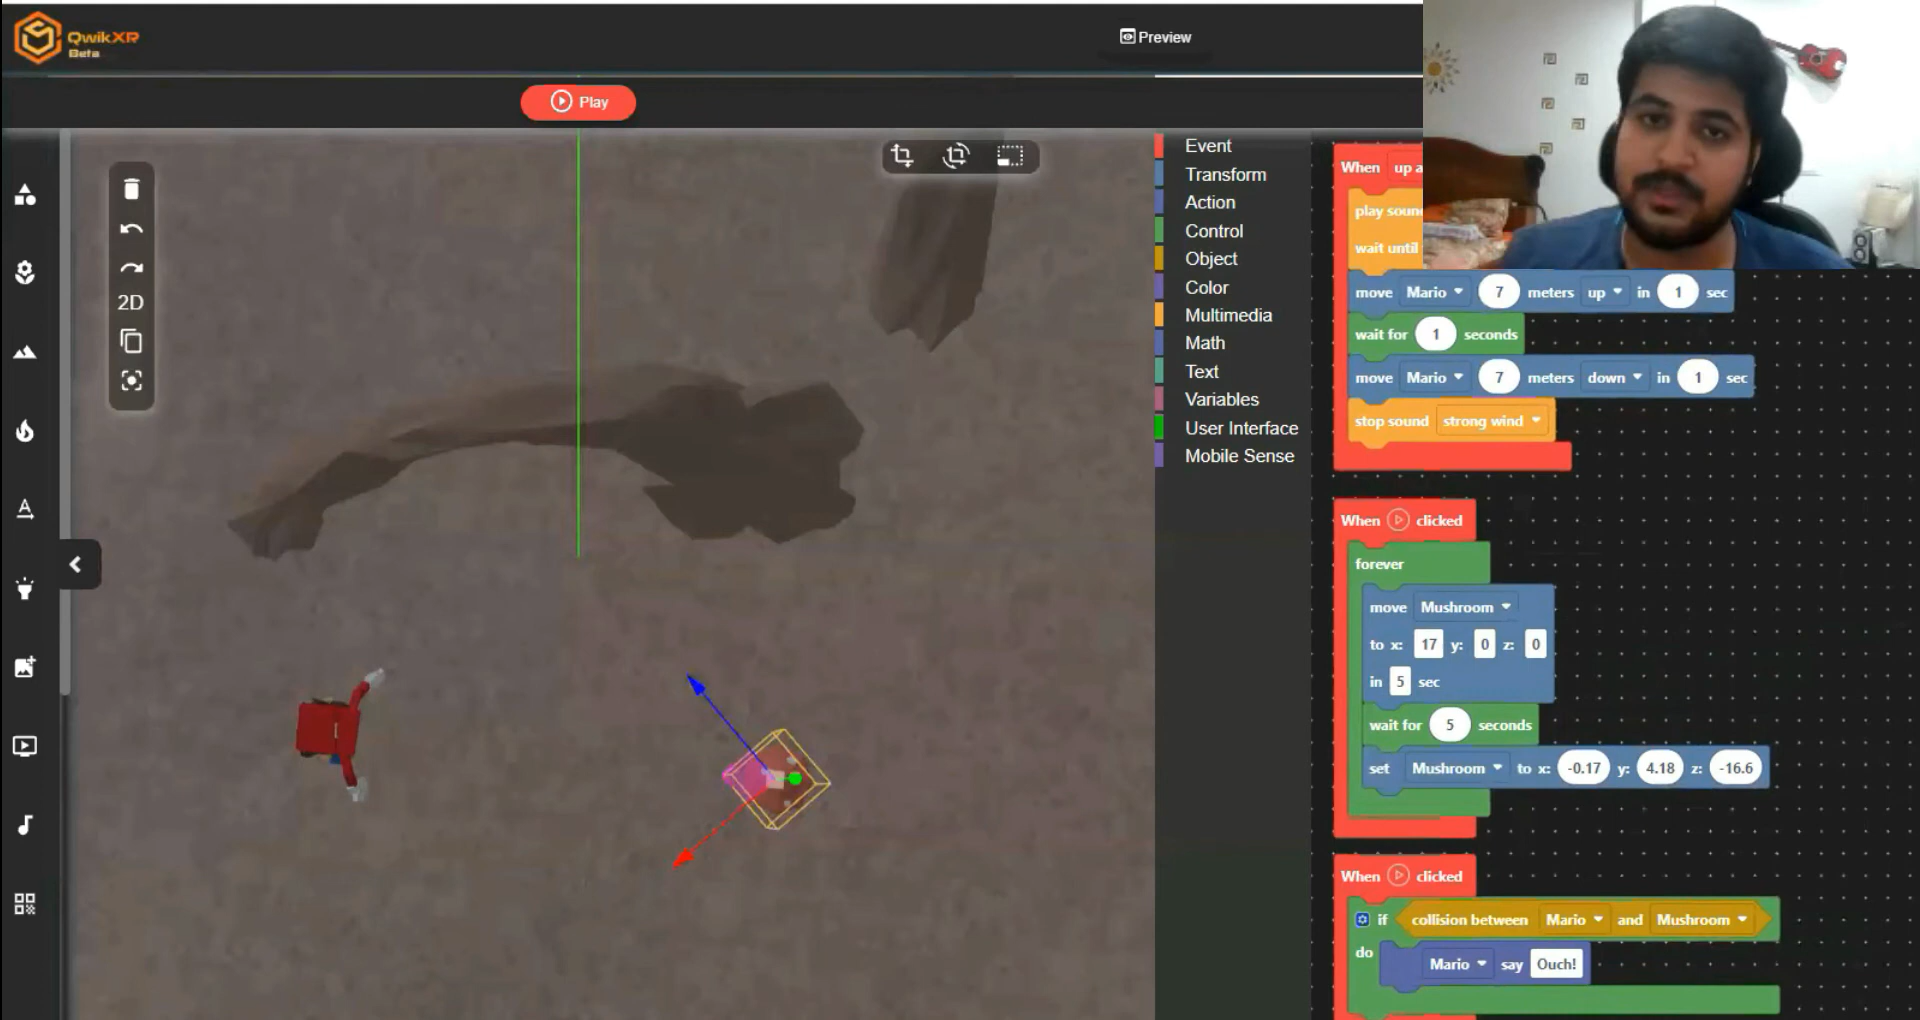 QwikXR
Beta
Preview
Play
2D
Event
Transform
Action
Control
Object
Color
Multimedia
Math
Text
Variables
User Interface
Mobile Sense
When up a
play soun
wait until
move Mario 7 meters up in 1 sec
wait for 1 seconds
move Mario 7 meters down in 1 sec
stop sound strong wind
When clicked
forever
move Mushroom
to x: 17 y: 0 z: 0
in 5 sec
wait for 5 seconds
set Mushroom to x: -0.17 y: 4.18 z: -16.6
When clicked
if collision between Mario and Mushroom
do
Mario say Ouch!